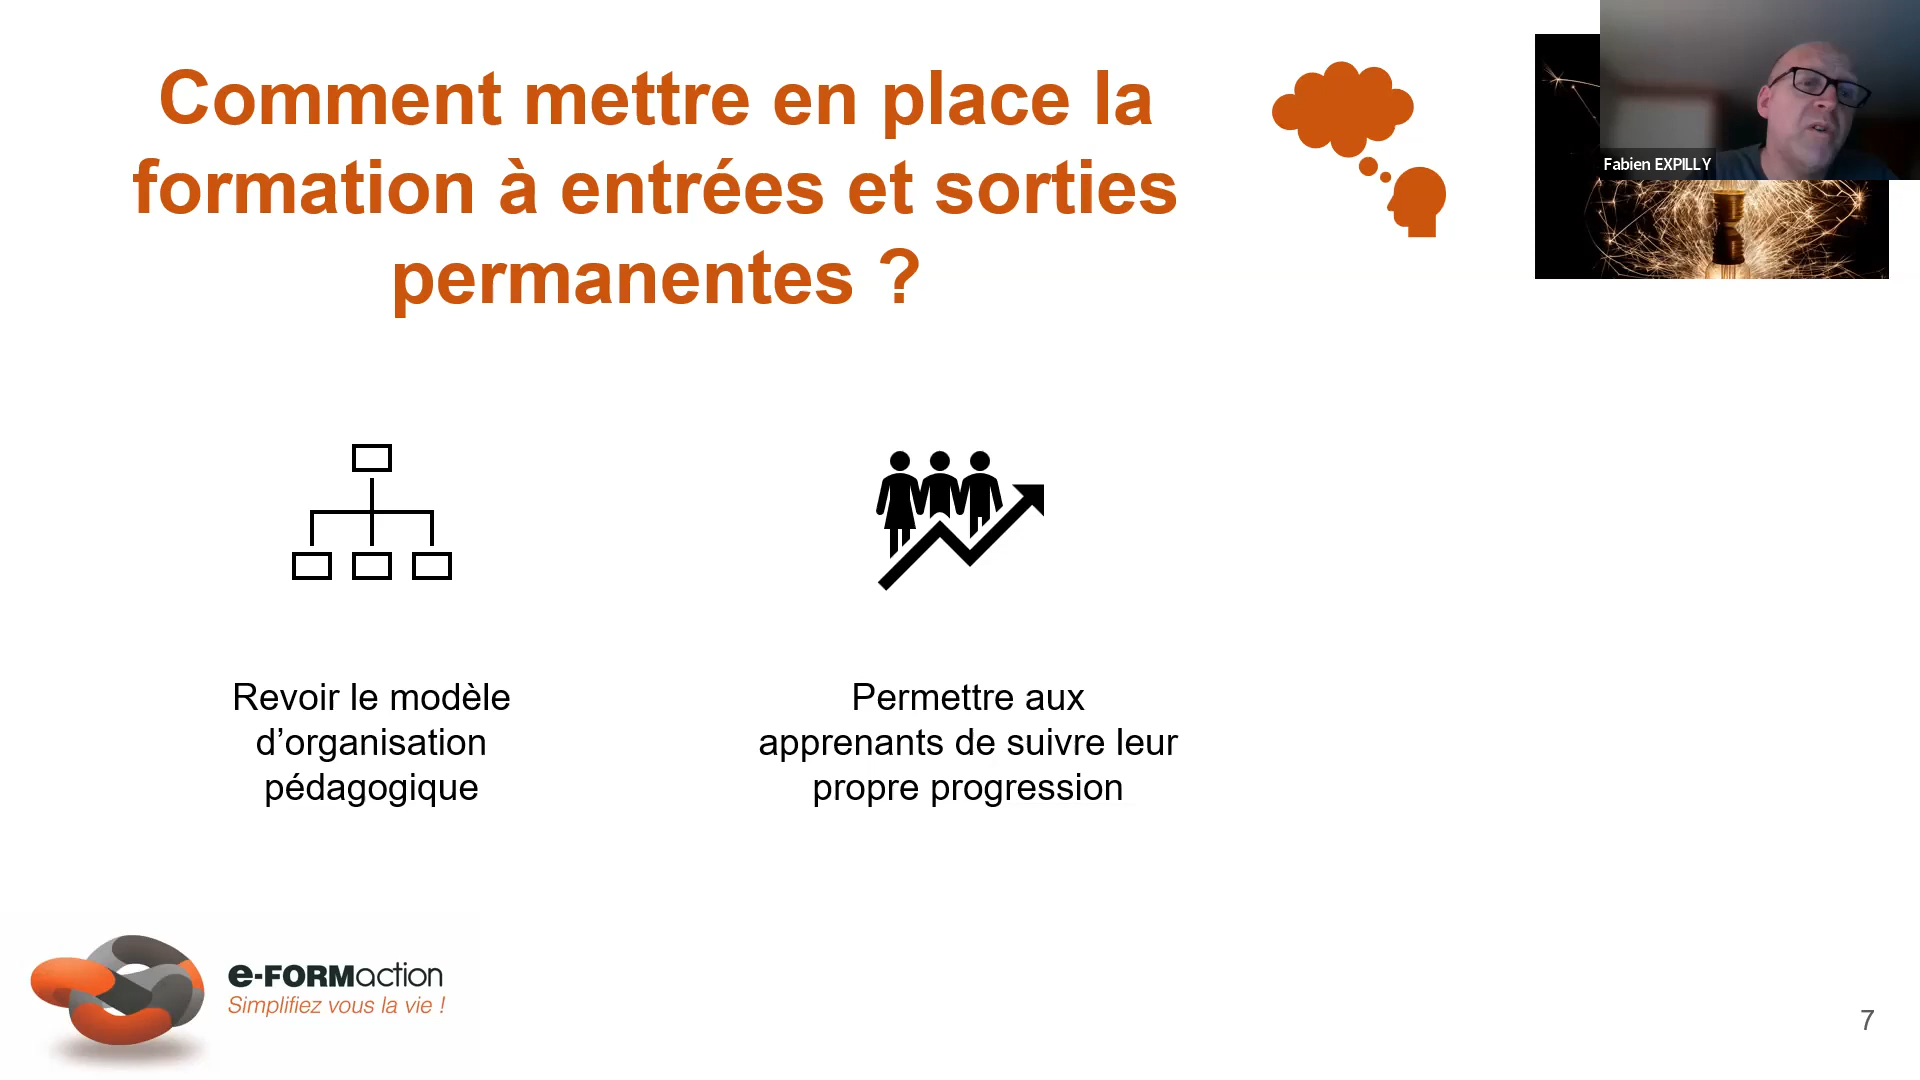 Comment mettre en place la
formation à entrées et sorties
permanentes ?
Fabien EXPILLY
Revoir le modèle
d’organisation
pédagogique
Permettre aux
apprenants de suivre leur
propre progression
e-FORMaction
Simplifiez vous la vie !
7